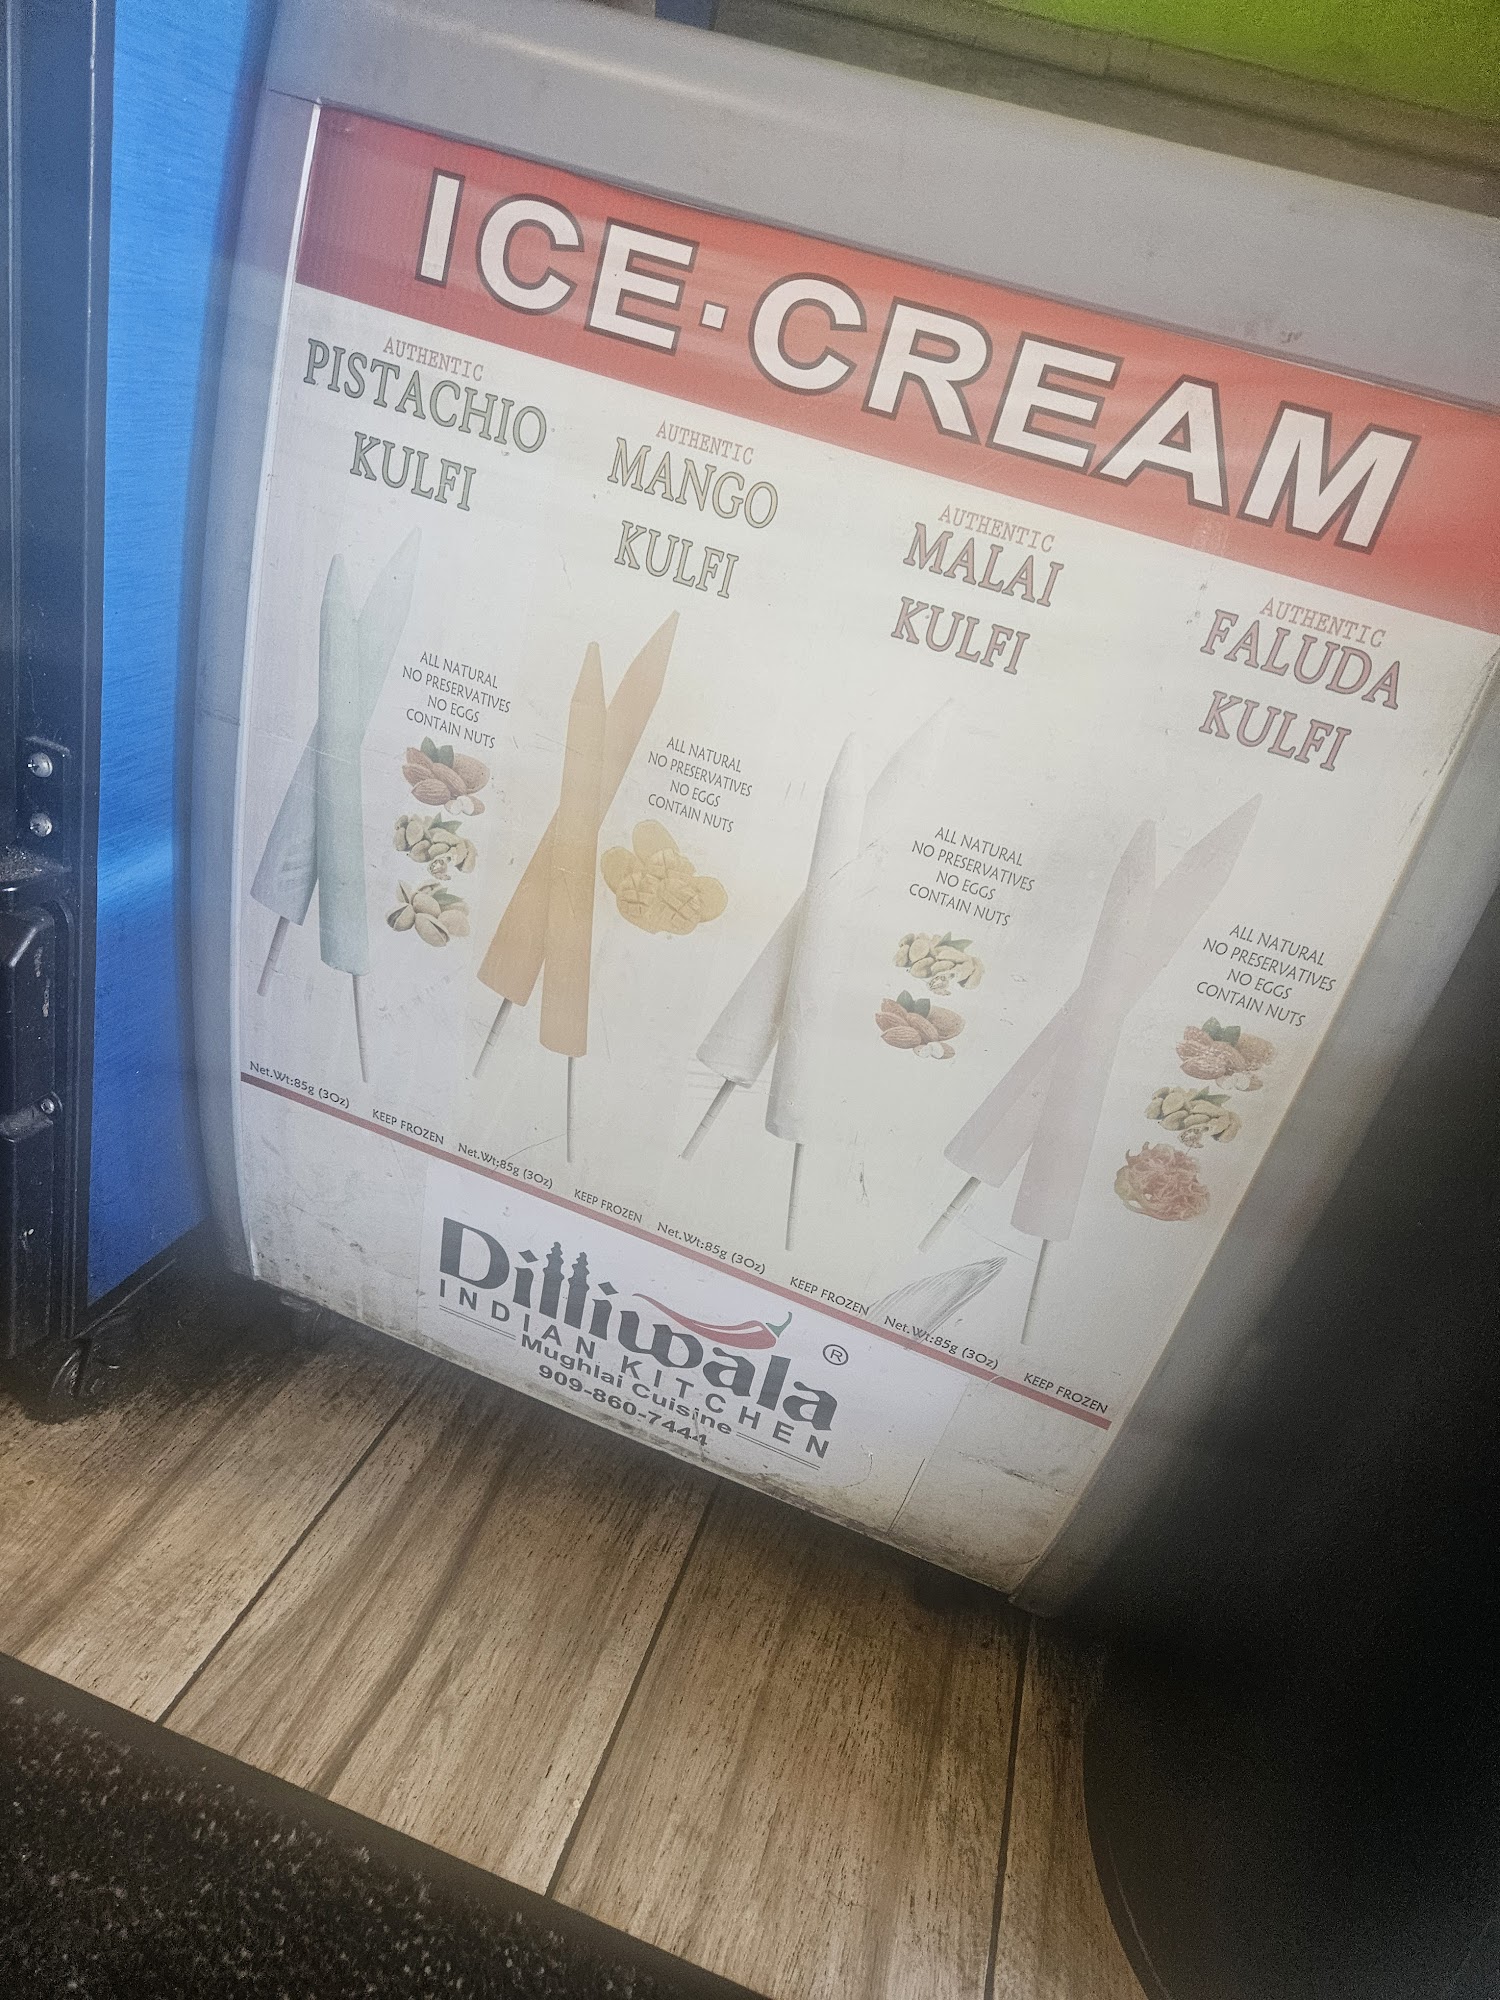 ICE·CREAM
AUTHENTIC
PISTACHIO
KULFI
ALL NATURAL
NO PRESERVATIVES
NO EGGS
CONTAIN NUTS
AUTHENTIC
MANGO
KULFI
ALL NATURAL
NO PRESERVATIVES
NO EGGS
CONTAIN NUTS
AUTHENTIC
MALAI
KULFI
ALL NATURAL
NO PRESERVATIVES
NO EGGS
CONTAIN NUTS
AUTHENTIC
FALUDA
KULFI
ALL NATURAL
NO PRESERVATIVES
NO EGGS
CONTAIN NUTS
Net.Wt:85g (3Oz) KEEP FROZEN Net.Wt:85g (3Oz) KEEP FROZEN Net.Wt:85g (3Oz) KEEP FROZEN Net.Wt:85g (3Oz) KEEP FROZEN
Dilliwala ®
INDIAN KITCHEN
Mughlai Cuisine
909-860-7444